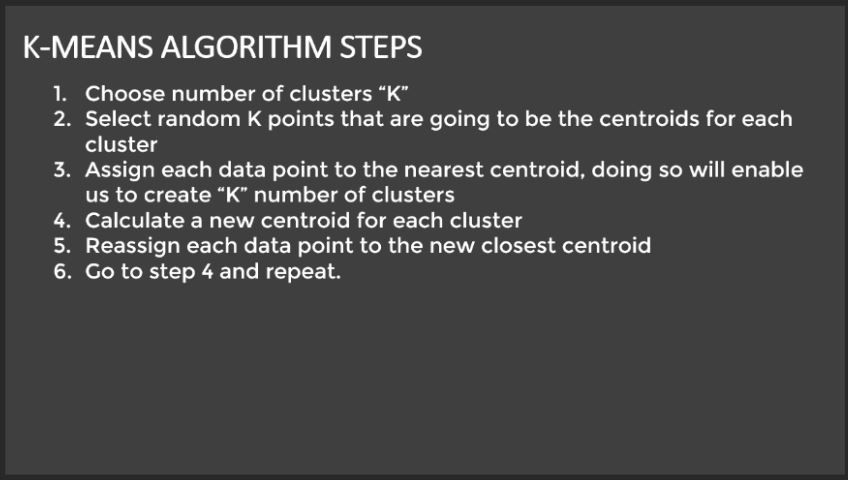 K-MEANS ALGORITHM STEPS
1. Choose number of clusters “K”
2. Select random K points that are going to be the centroids for each
cluster
3. Assign each data point to the nearest centroid, doing so will enable
us to create “K” number of clusters
4. Calculate a new centroid for each cluster
5. Reassign each data point to the new closest centroid
6. Go to step 4 and repeat.